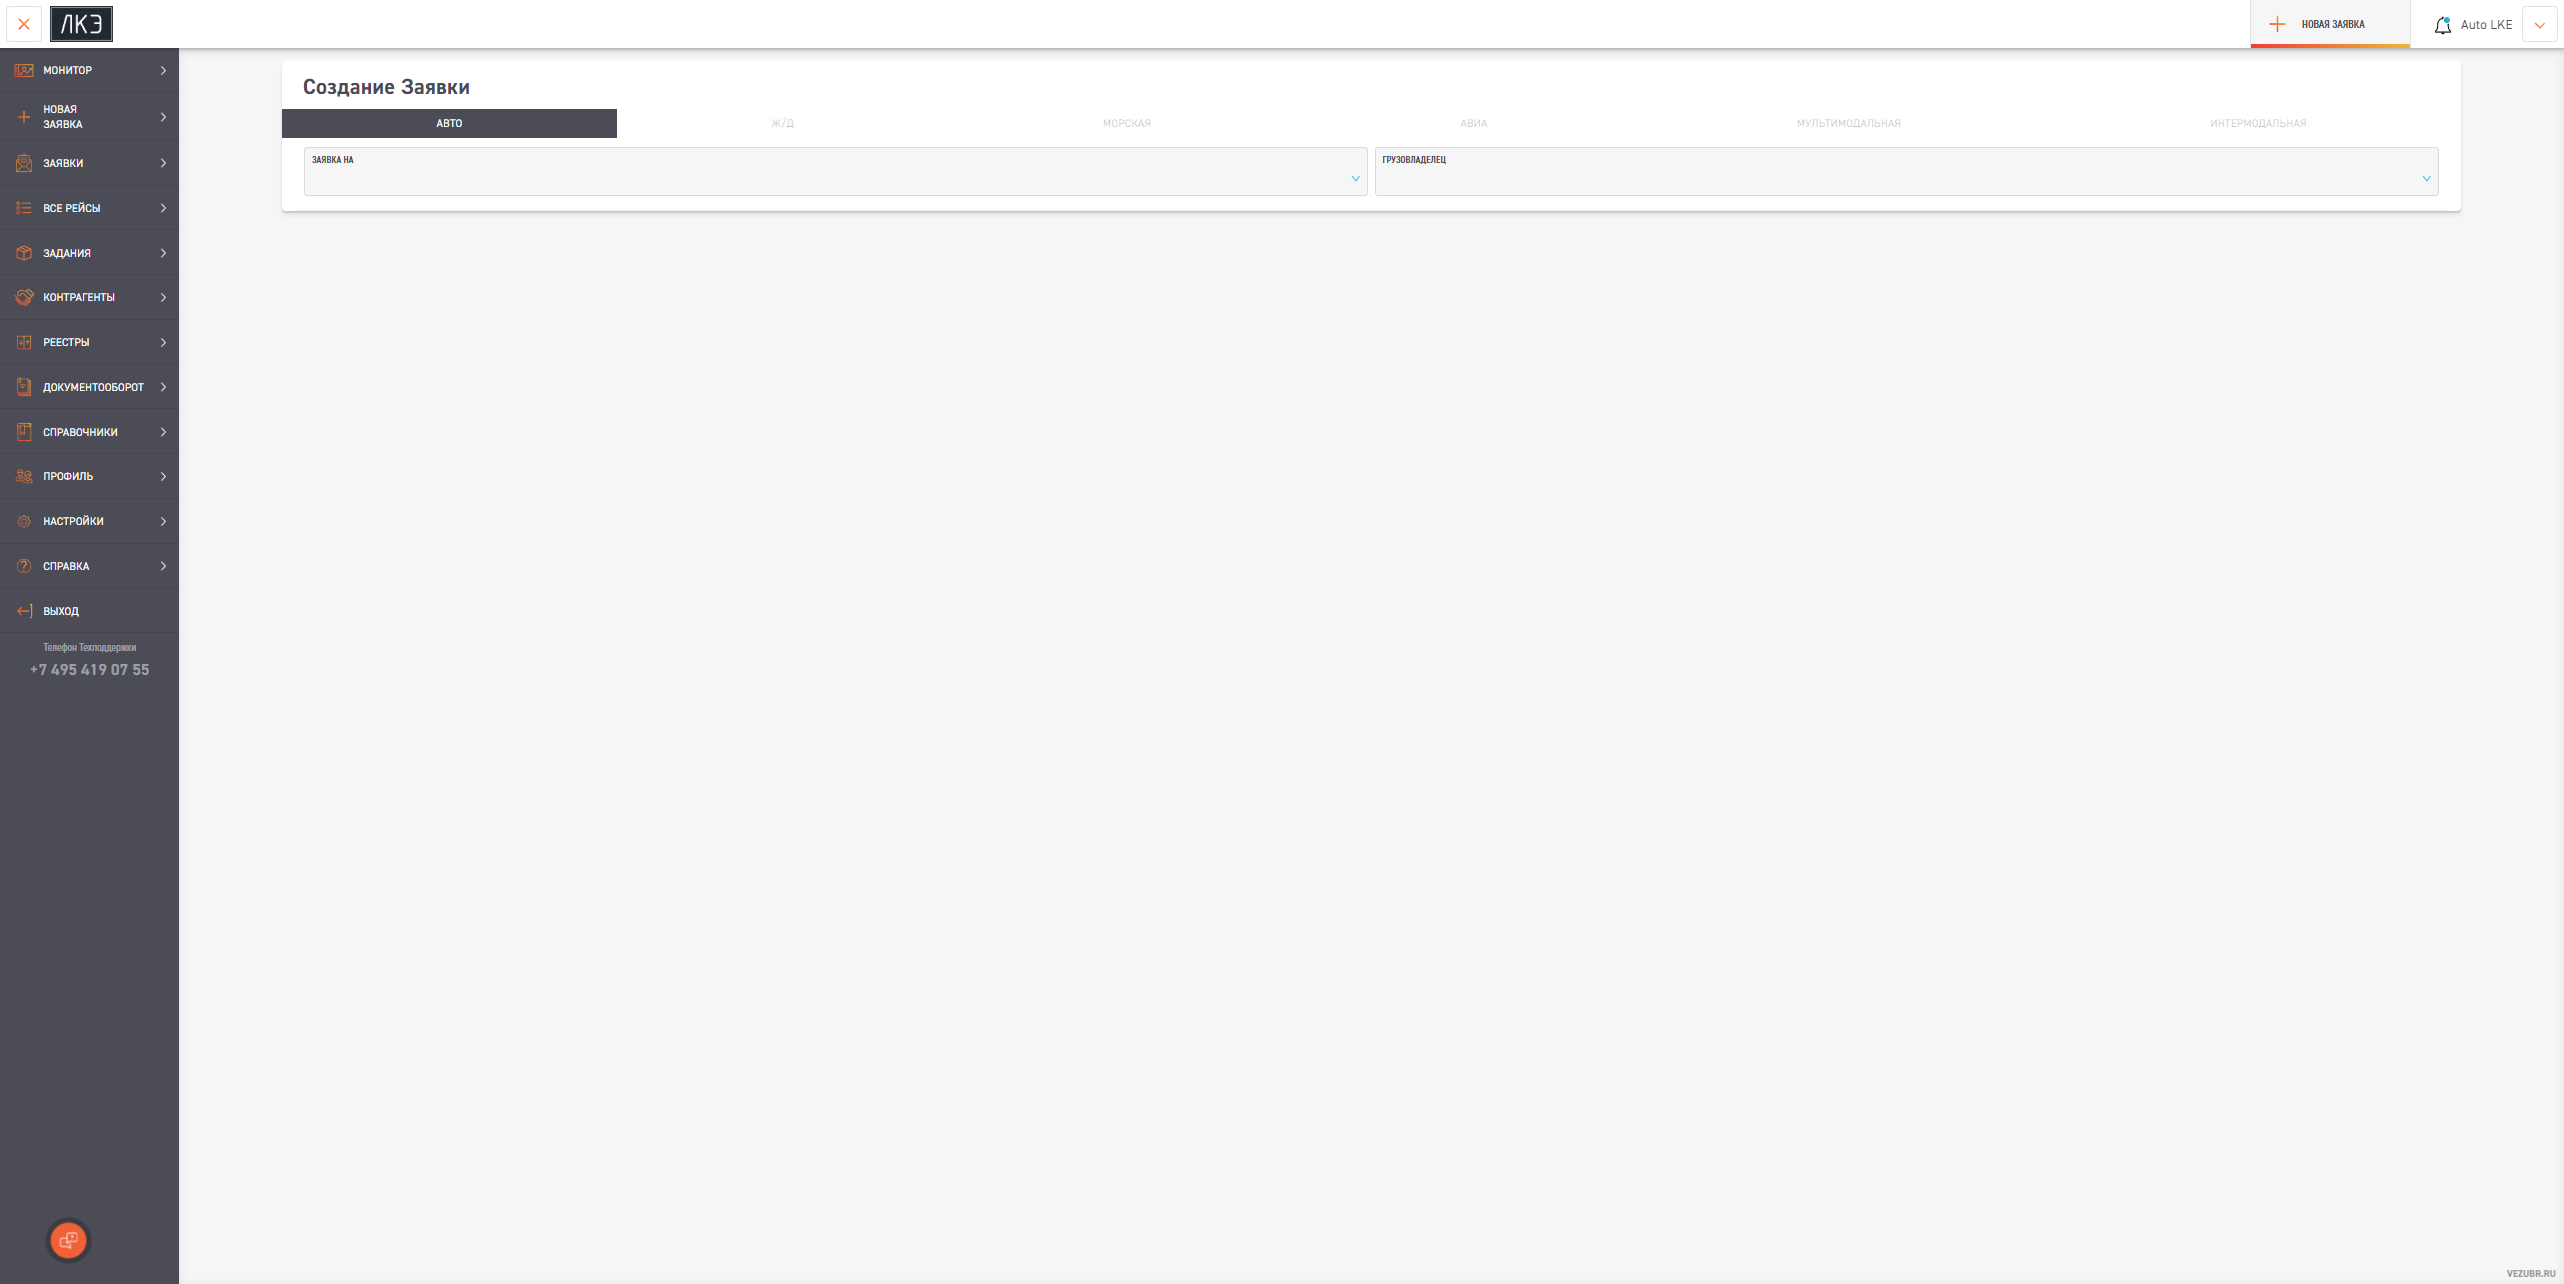 ЛКЭ
НОВАЯ ЗАЯВКА
Auto LKE
МОНИТОР
НОВАЯ
ЗАЯВКА
ЗАЯВКИ
ВСЕ РЕЙСЫ
ЗАДАНИЯ
КОНТРАГЕНТЫ
РЕЕСТРЫ
ДОКУМЕНТООБОРОТ
СПРАВОЧНИКИ
ПРОФИЛЬ
НАСТРОЙКИ
СПРАВКА
ВЫХОД
Телефон Техподдержки
+7 495 419 07 55
Создание Заявки
АВТО
Ж/Д
МОРСКАЯ
АВИА
МУЛЬТИМОДАЛЬНАЯ
ИНТЕРМОДАЛЬНАЯ
ЗАЯВКА НА
ГРУЗОВЛАДЕЛЕЦ
VEZUBR.RU